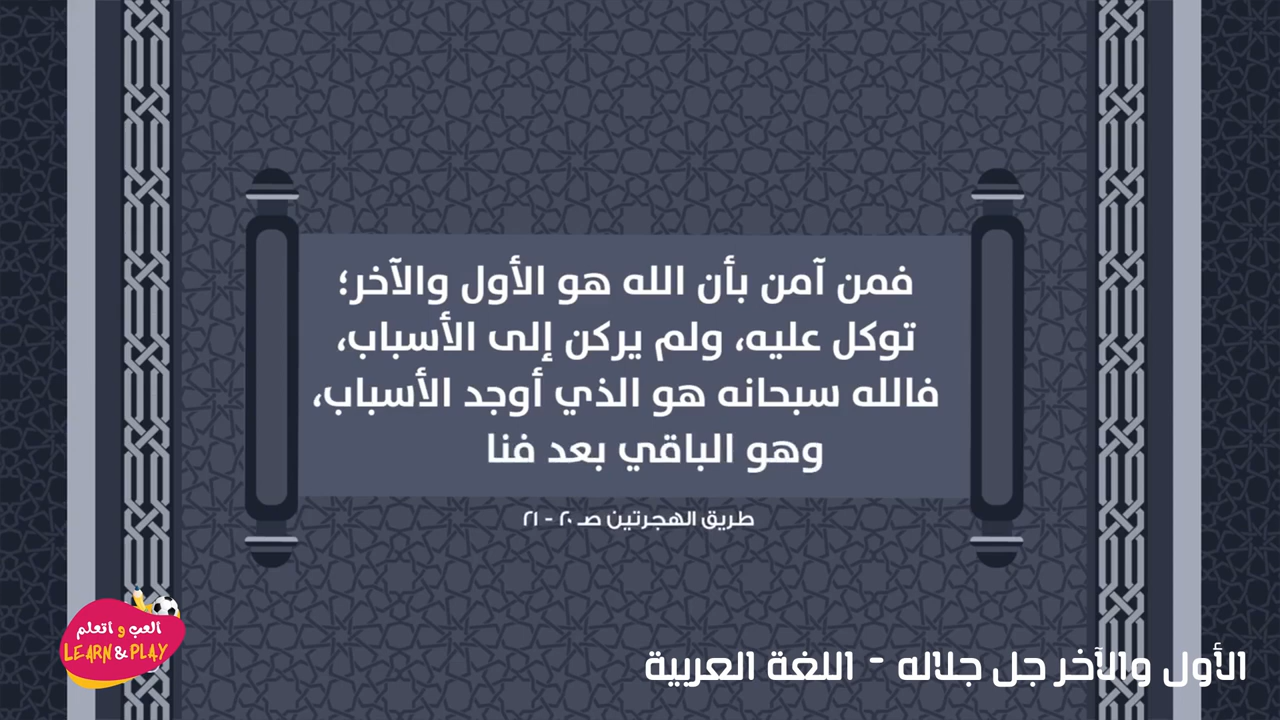 فمن آمن بأن الله هو الأول والآخر؛
توكل عليه، ولم يركن إلى الأسباب،
فالله سبحانه هو الذي أوجد الأسباب،
وهو الباقي بعد فنا
طريق الهجرتين صـ ٢٠ - ٢١
العب و اتعلم
LEARN & PLAY
الأول والآخر جل جلاله - اللغة العربية